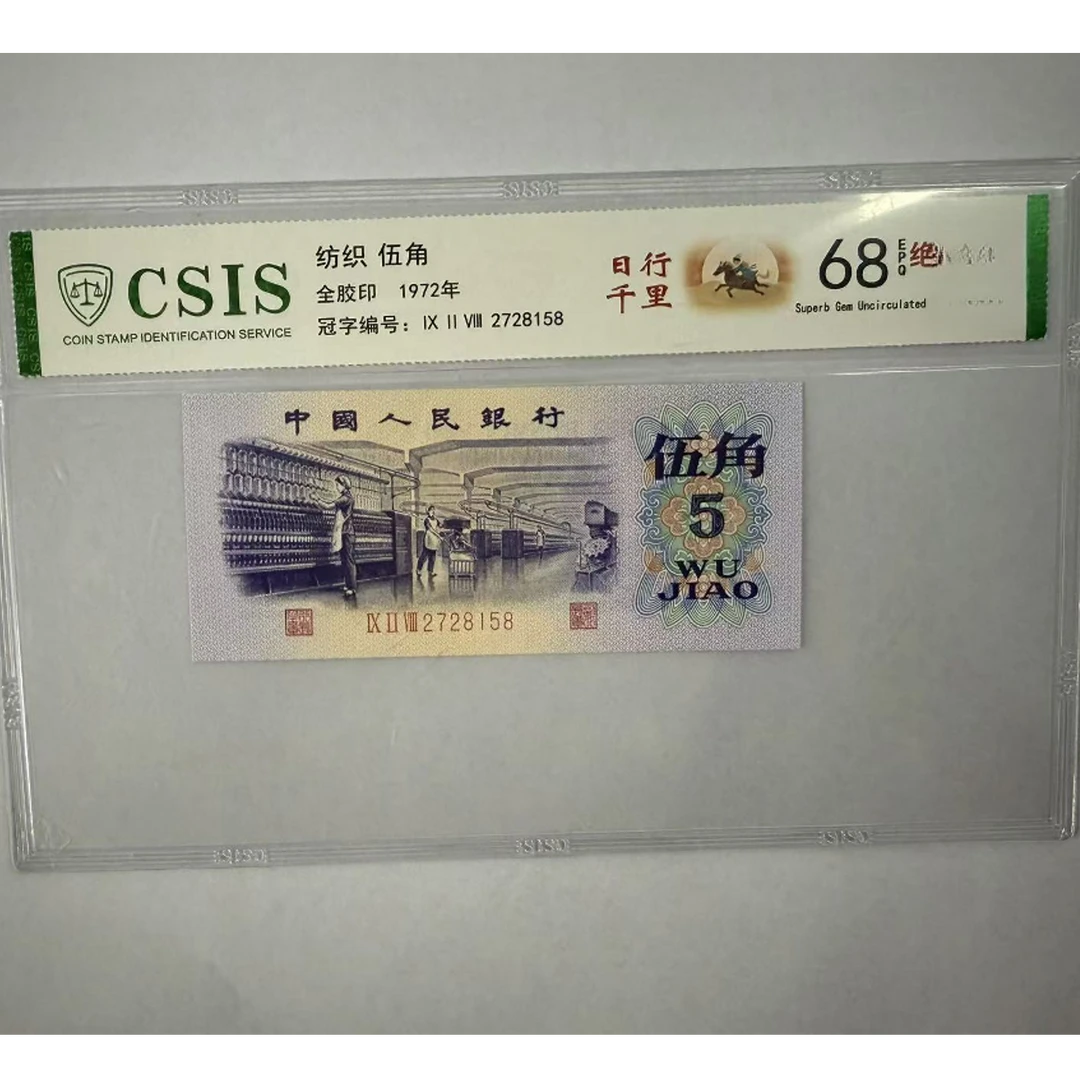 CSIS
COIN STAMP IDENTIFICATION SERVICE
纺织 伍角
全胶印 1972年
冠字编号：Ⅸ Ⅱ Ⅷ 2728158
日行
千里
68 EPQ 绝
Superb Gem Uncirculated
中國人民銀行
伍角
5
WU
JIAO
Ⅸ Ⅱ Ⅷ 2728158